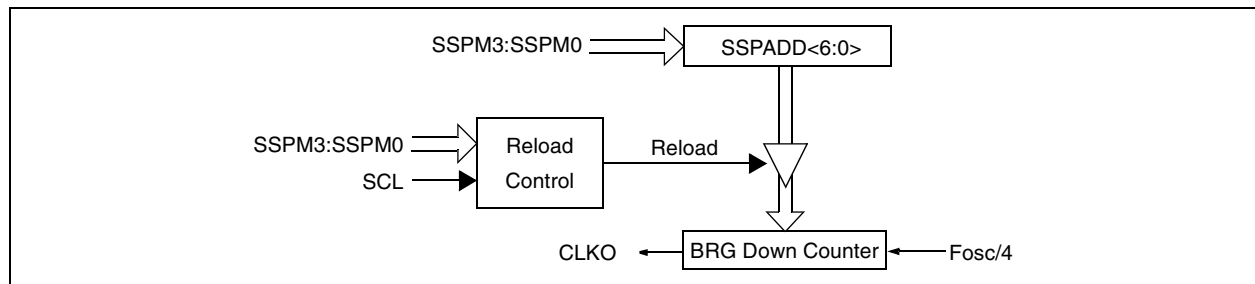 SSPM3:SSPM0
SSPADD<6:0>
SSPM3:SSPM0
SCL
Reload
Control
Reload
CLKO
BRG Down Counter
Fosc/4